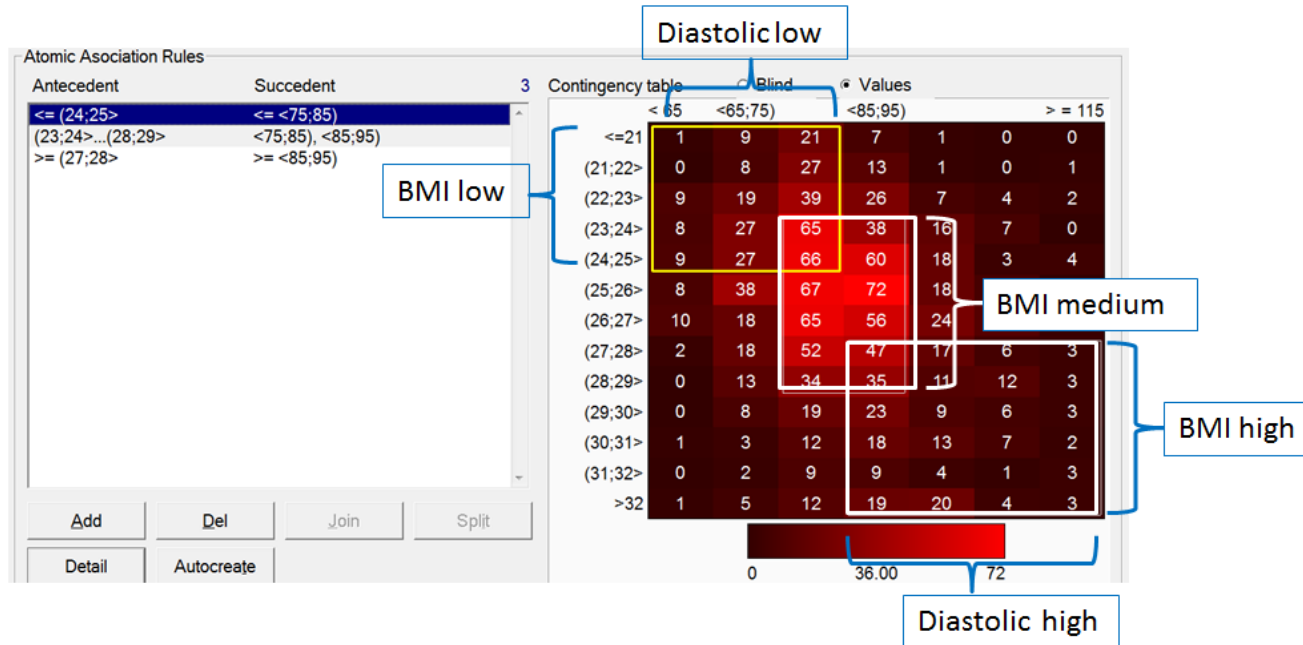 Diastolic low
Atomic Asociation Rules
Antecedent Succedent 3 Contingency table Blind Values
<= (24;25> <= <75;85)
(23;24>...(28;29> <75;85), <85;95)
>= (27;28> >= <85;95)
< 65 <65;75) <85;95) > = 115
<=21 1 9 21 7 1 0 0
(21;22> 0 8 27 13 1 0 1
BMI low
(22;23> 9 19 39 26 7 4 2
(23;24> 8 27 65 38 16 7 0
(24;25> 9 27 66 60 18 3 4
(25;26> 8 38 67 72 18
BMI medium
(26;27> 10 18 65 56 24
(27;28> 2 18 52 47 17 6 3
(28;29> 0 13 34 35 11 12 3
(29;30> 0 8 19 23 9 6 3
BMI high
(30;31> 1 3 12 18 13 7 2
(31;32> 0 2 9 9 4 1 3
>32 1 5 12 19 20 4 3
Add Del Join Split
Detail Autocreate
0 36.00 72
Diastolic high